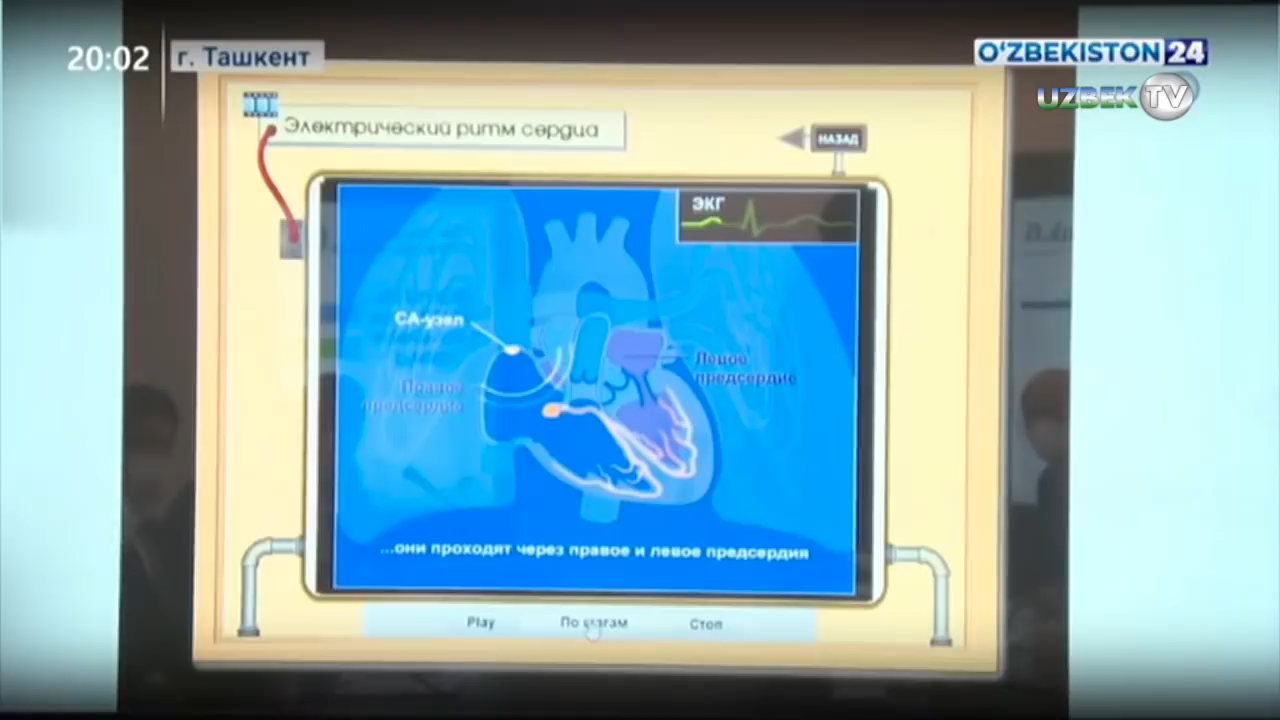 20:02
г. Ташкент
O'ZBEKISTON 24
UZBEK TV
Электрический ритм сердца
НАЗАД
ЭКГ
СА-узел
Правое
предсердие
Левое
предсердие
...они проходят через правое и левое предсердия
Play
По шагам
Стоп